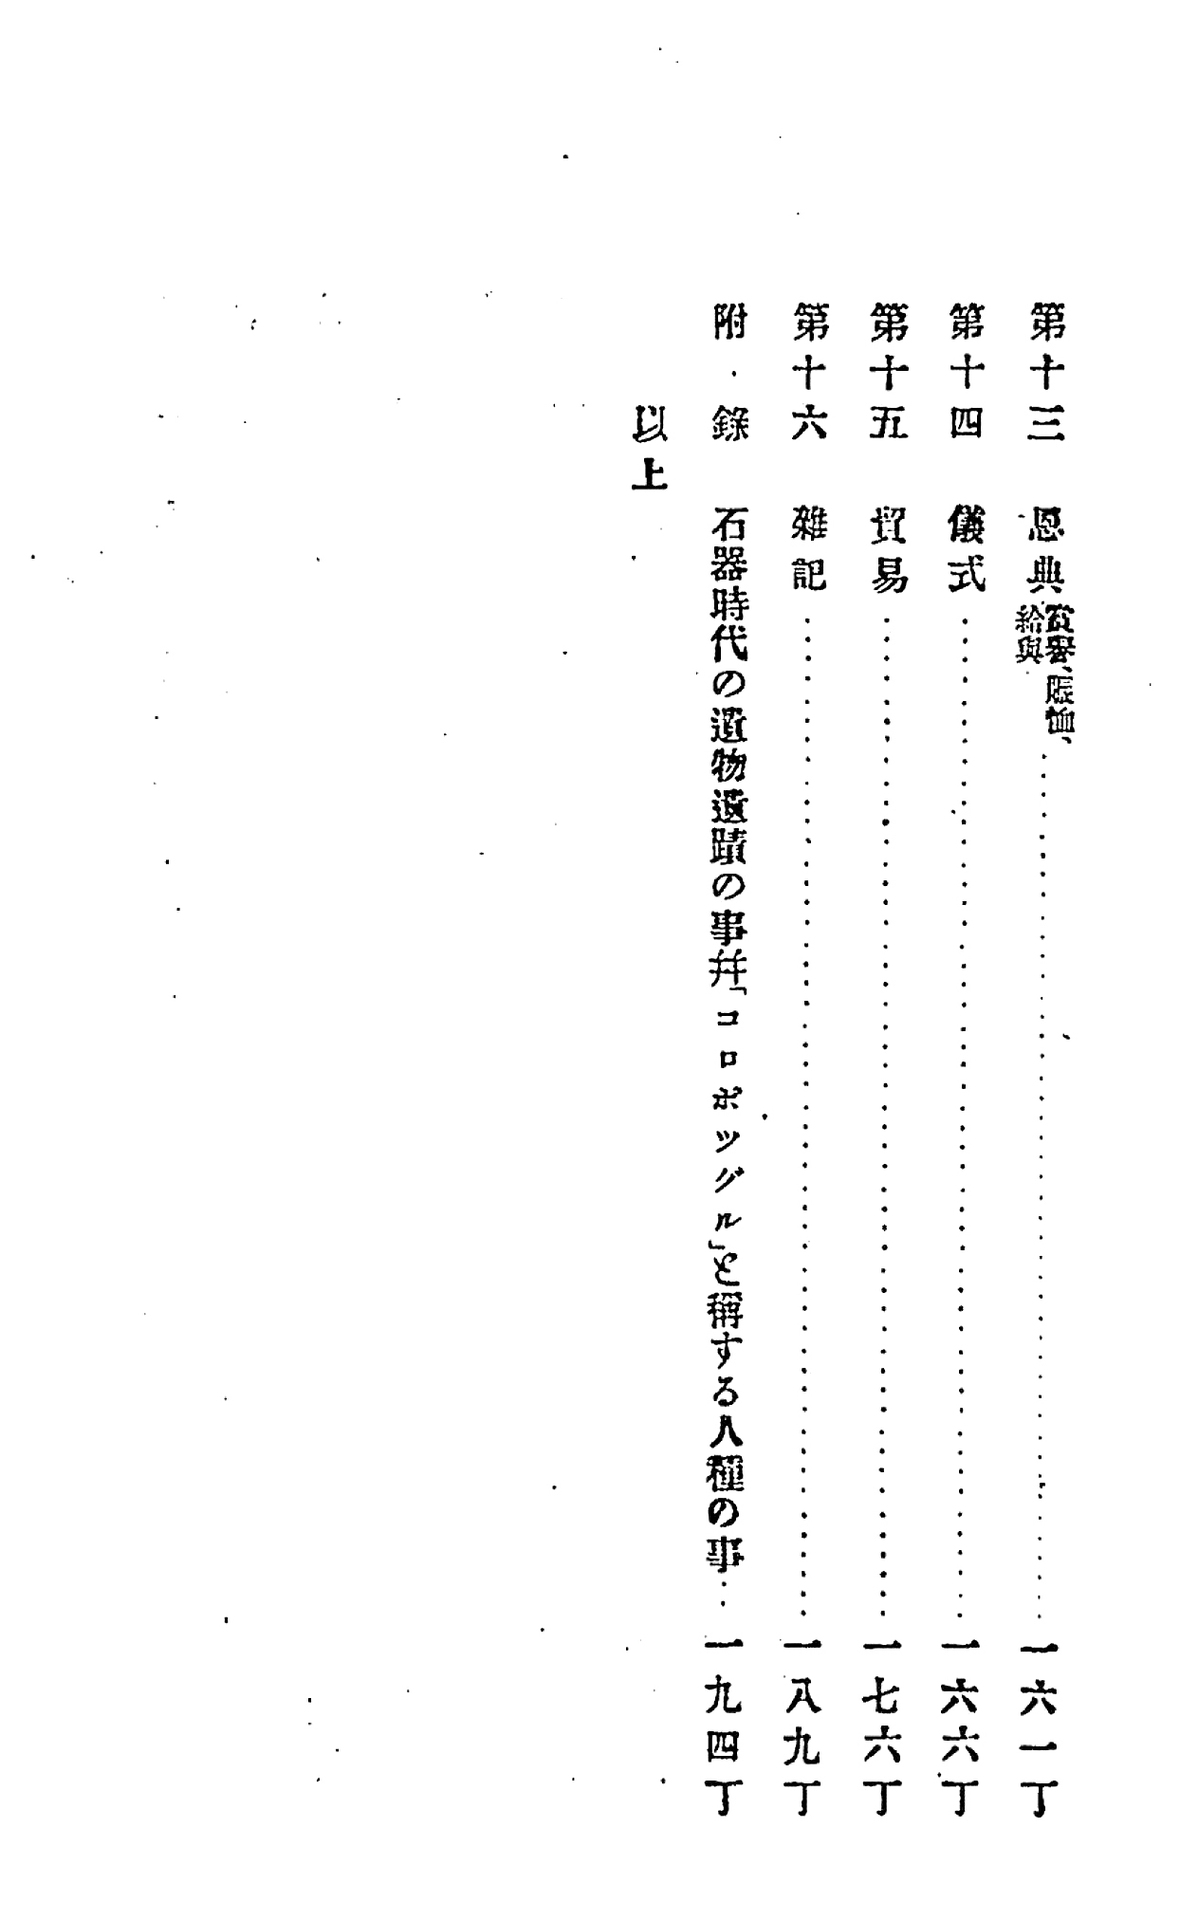 第十三 恩典 賞譽、賑恤、給與……一六一丁
第十四 儀式……一六六丁
第十五 貿易……一七六丁
第十六 雜記……一八九丁
附錄 石器時代の遺物遺蹟の事幷「コロボツグル」と稱する人種の事……一九四丁
以上